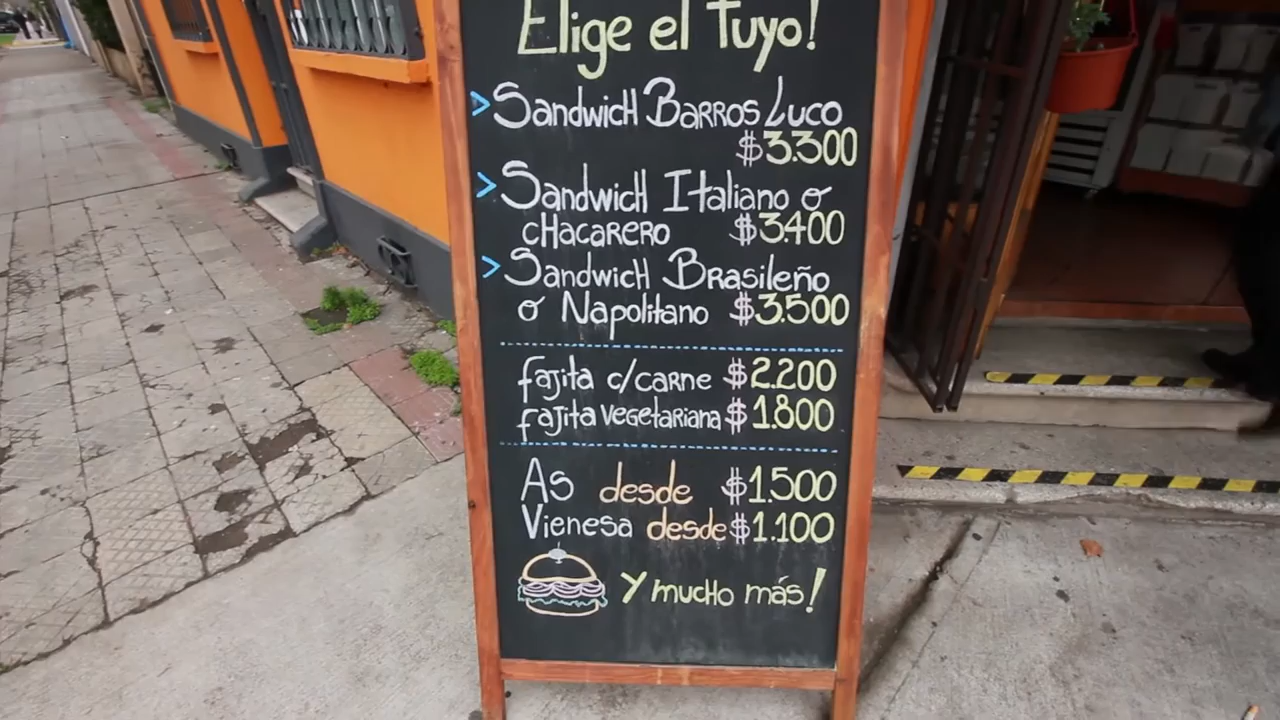 Elige el Tuyo!
> Sandwich Barros Luco
$3.300
> Sandwich Italiano o
chacarero $3.400
> Sandwich Brasileño
o Napolitano $3.500
fajita c/carne $2.200
fajita vegetariana $1.800
As desde $1.500
Vienesa desde $1.100
Y mucho más!